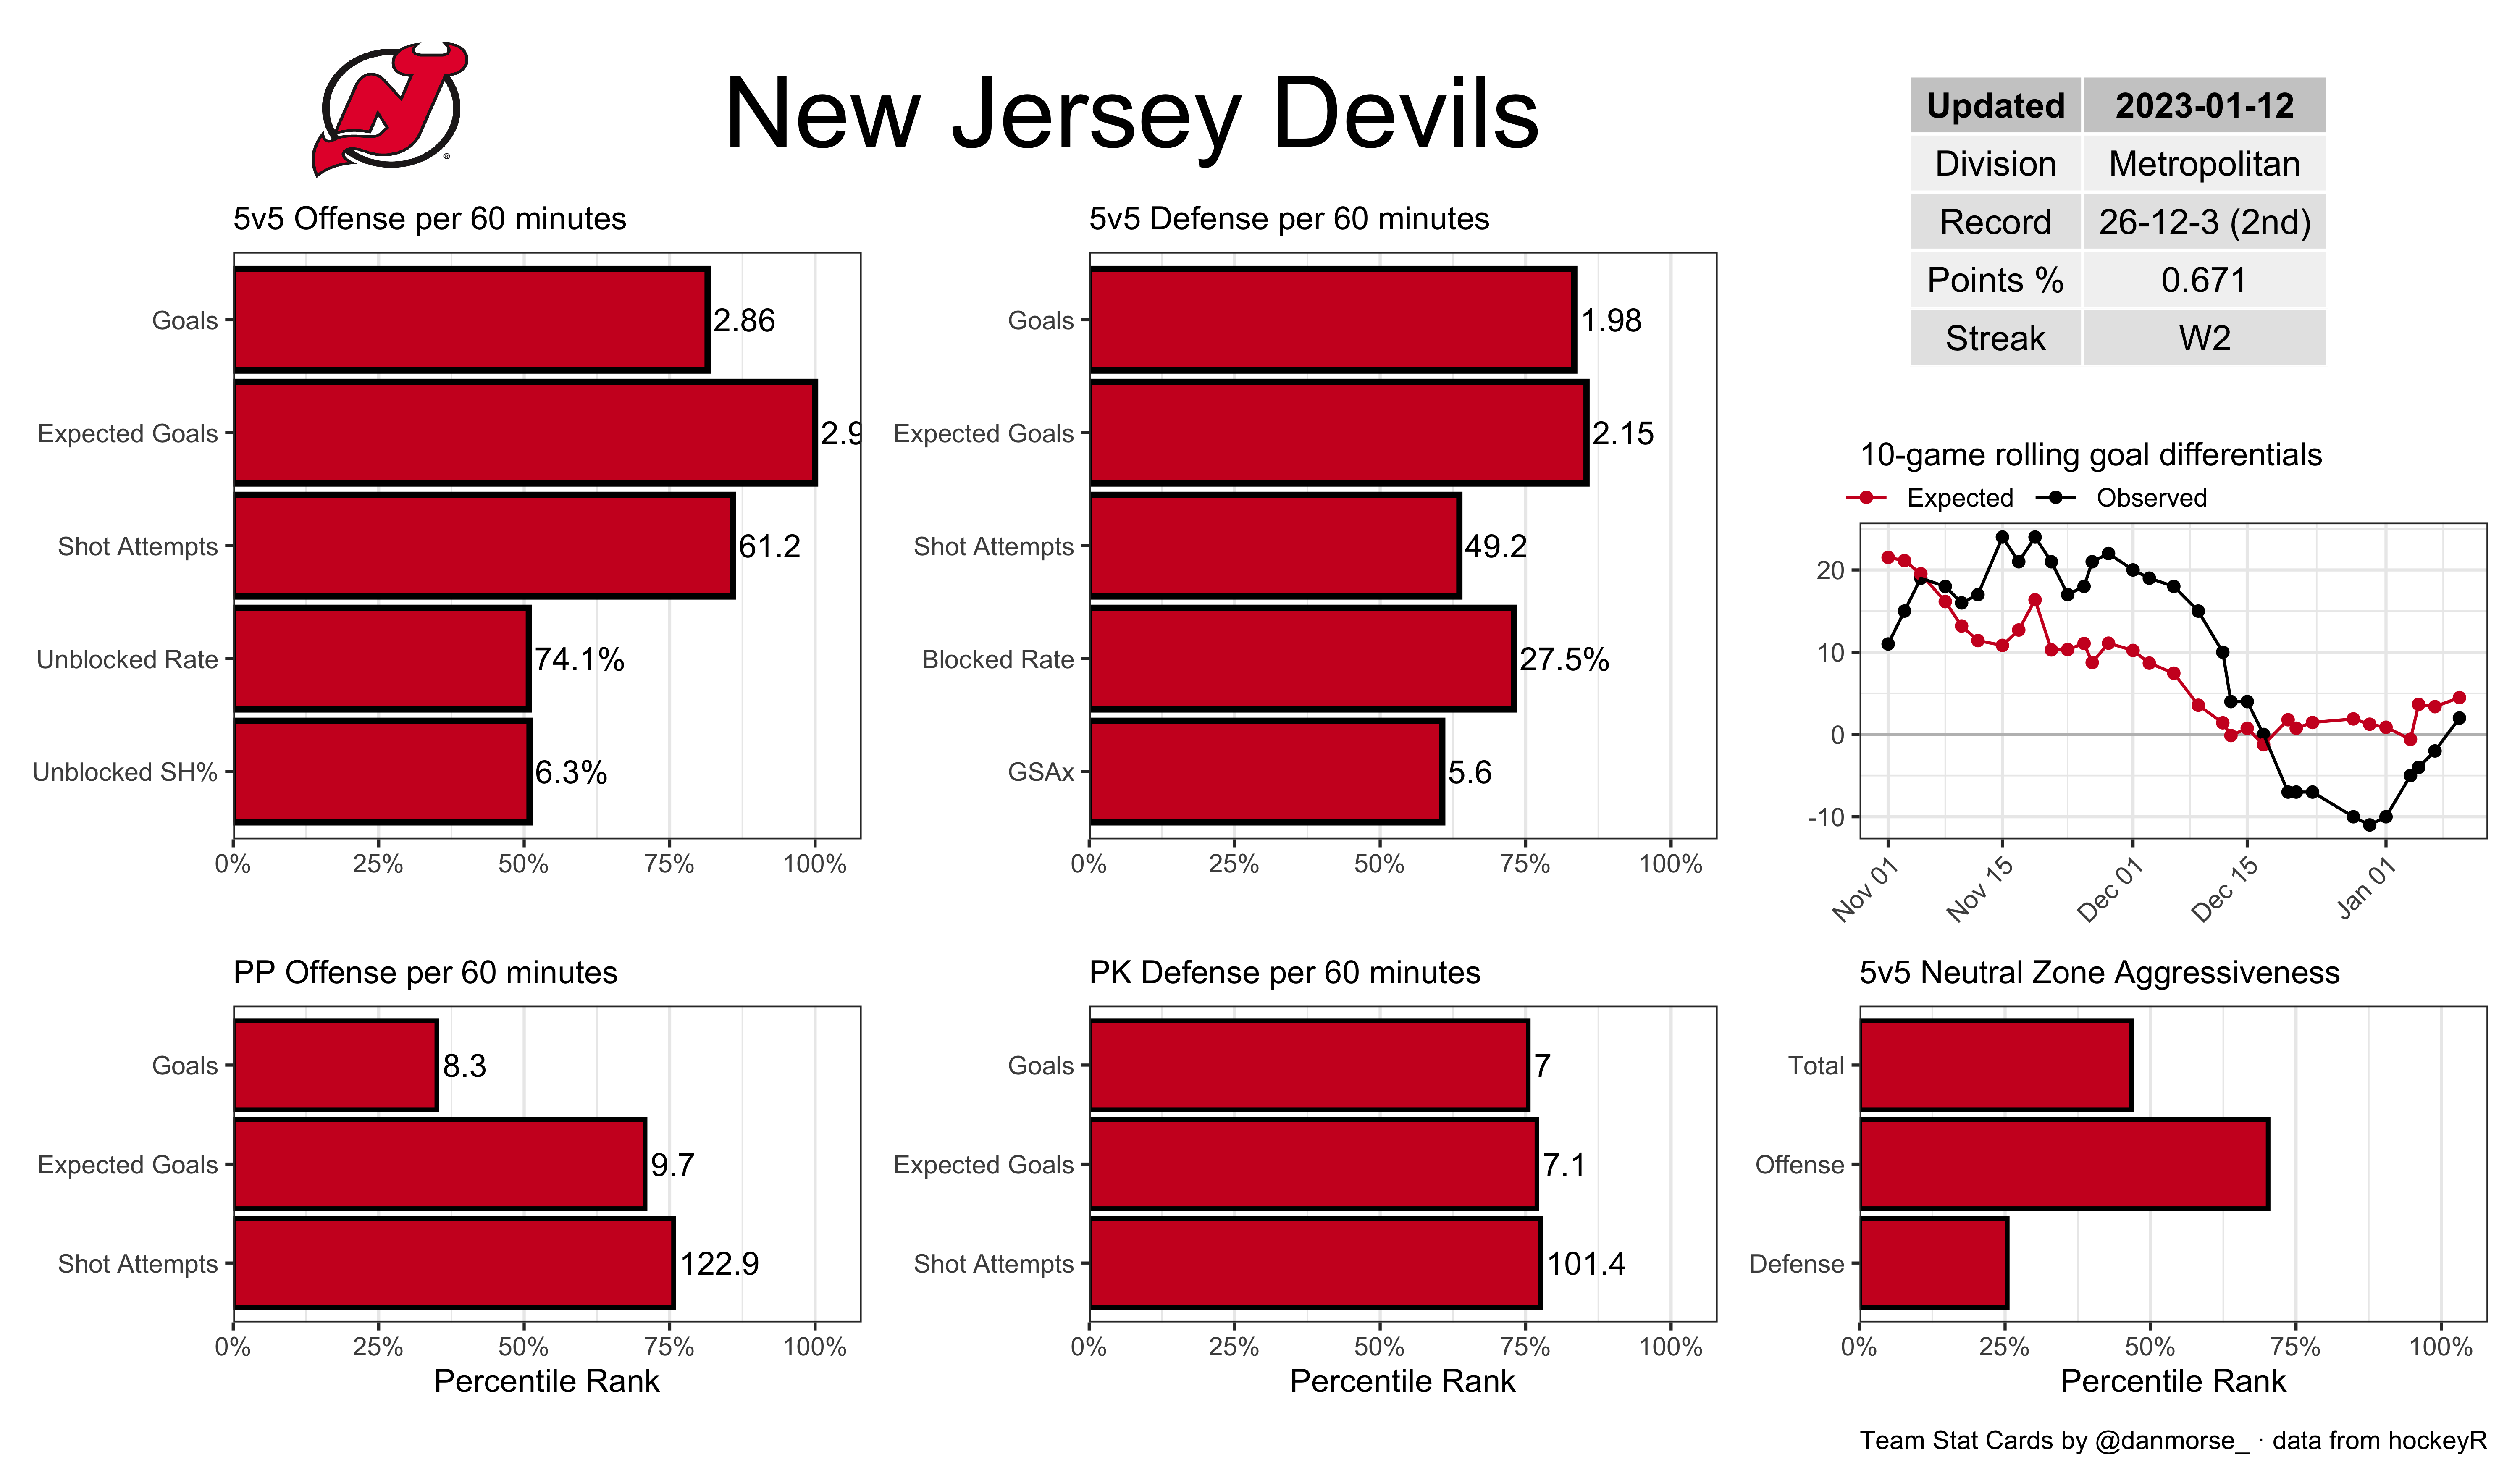 New Jersey Devils
Updated 2023-01-12
Division Metropolitan
Record 26-12-3 (2nd)
Points % 0.671
Streak W2
5v5 Offense per 60 minutes
Goals 2.86
Expected Goals 2.9
Shot Attempts 61.2
Unblocked Rate 74.1%
Unblocked SH% 6.3%
0% 25% 50% 75% 100%
5v5 Defense per 60 minutes
Goals 1.98
Expected Goals 2.15
Shot Attempts 49.2
Blocked Rate 27.5%
GSAx 5.6
0% 25% 50% 75% 100%
10-game rolling goal differentials
Expected Observed
20
10
0
-10
Nov 01 Nov 15 Dec 01 Dec 15 Jan 01
PP Offense per 60 minutes
Goals 8.3
Expected Goals 9.7
Shot Attempts 122.9
0% 25% 50% 75% 100%
Percentile Rank
PK Defense per 60 minutes
Goals 7
Expected Goals 7.1
Shot Attempts 101.4
0% 25% 50% 75% 100%
Percentile Rank
5v5 Neutral Zone Aggressiveness
Total
Offense
Defense
0% 25% 50% 75% 100%
Percentile Rank
Team Stat Cards by @danmorse_ · data from hockeyR